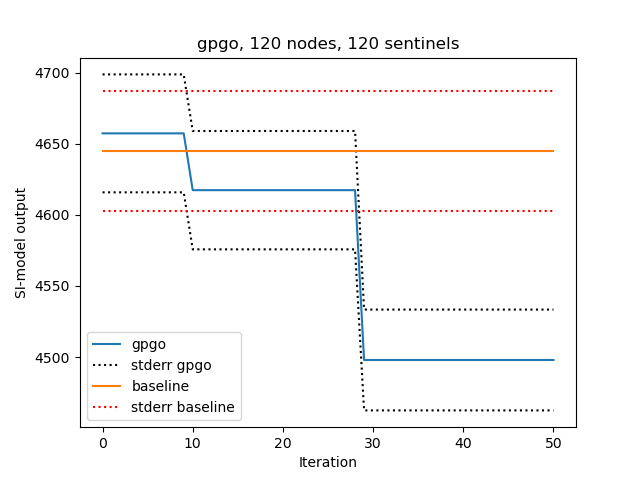 gpgo, 120 nodes, 120 sentinels
4700
4650
4600
4550
4500
SI-model output
gpgo
stderr gpgo
baseline
stderr baseline
0 10 20 30 40 50
Iteration